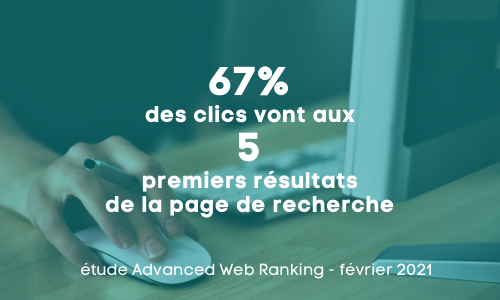 67%
des clics vont aux
5
premiers résultats
de la page de recherche
étude Advanced Web Ranking - février 2021